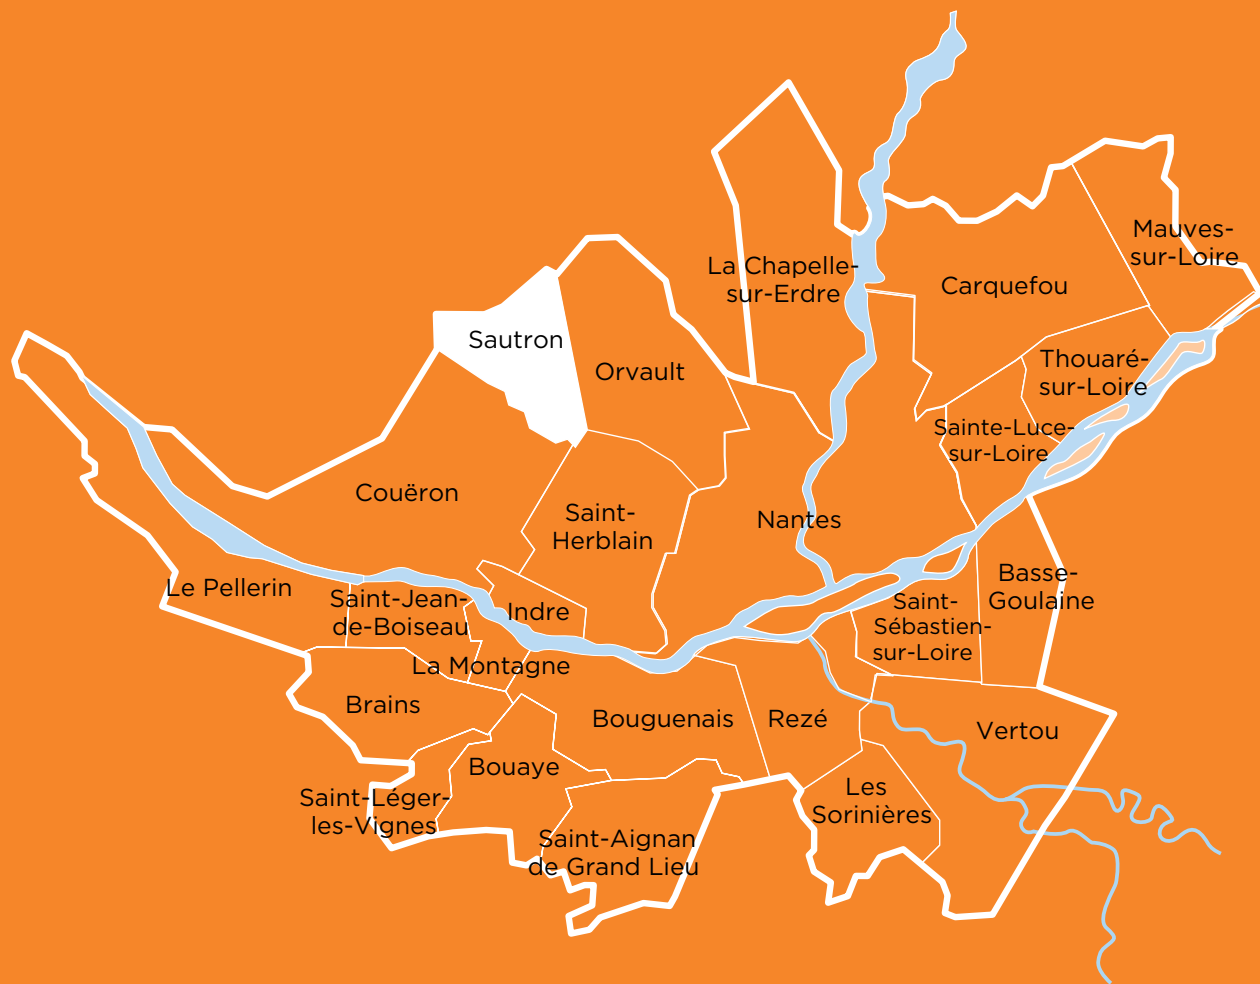 Mauves-
sur-Loire
La Chapelle-
sur-Erdre
Carquefou
Sautron
Orvault
Thouaré-
sur-Loire
Sainte-Luce-
sur-Loire
Couëron
Saint-
Herblain
Nantes
Le Pellerin
Saint-Jean-
de-Boiseau
Indre
Basse-
Goulaine
Saint-
Sébastien-
sur-Loire
La Montagne
Brains
Bouguenais
Rezé
Vertou
Bouaye
Saint-Léger-
les-Vignes
Les
Sorinières
Saint-Aignan
de Grand Lieu